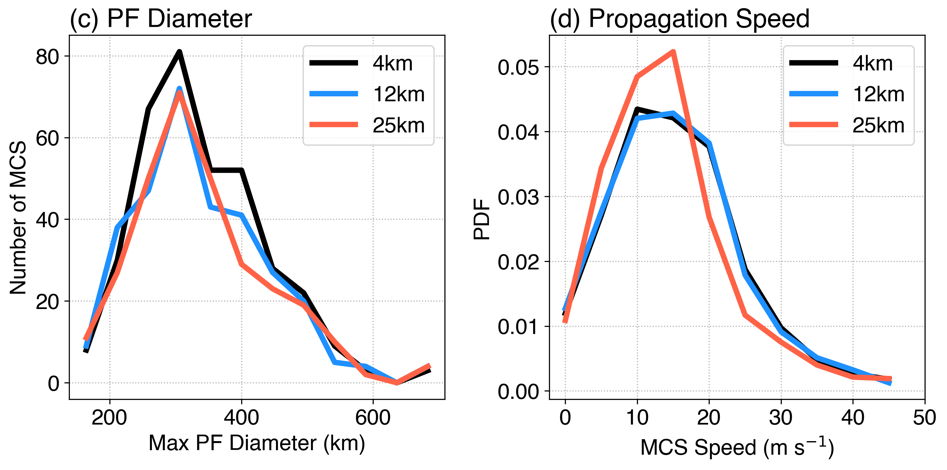 (c) PF Diameter
80
60
40
20
0
Number of MCS
4km
12km
25km
200 400 600
Max PF Diameter (km)
(d) Propagation Speed
0.05
0.04
0.03
0.02
0.01
0.00
PDF
4km
12km
25km
0 10 20 30 40 50
MCS Speed (m s⁻¹)